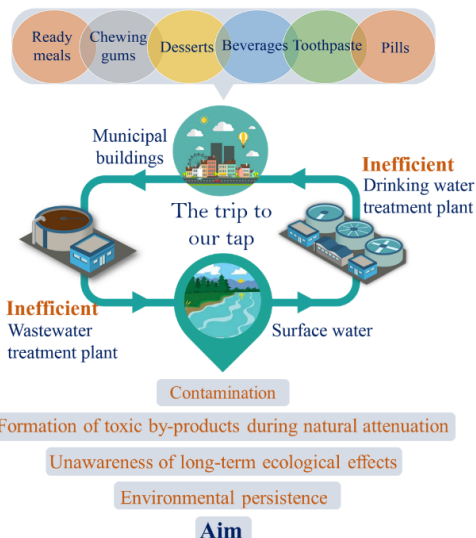 Ready
meals
Chewing
gums
Desserts
Beverages
Toothpaste
Pills
Municipal
buildings
Inefficient
Drinking water
treatment plant
The trip to
our tap
Inefficient
Wastewater
treatment plant
Surface water
Contamination
Formation of toxic by-products during natural attenuation
Unawareness of long-term ecological effects
Environmental persistence
Aim